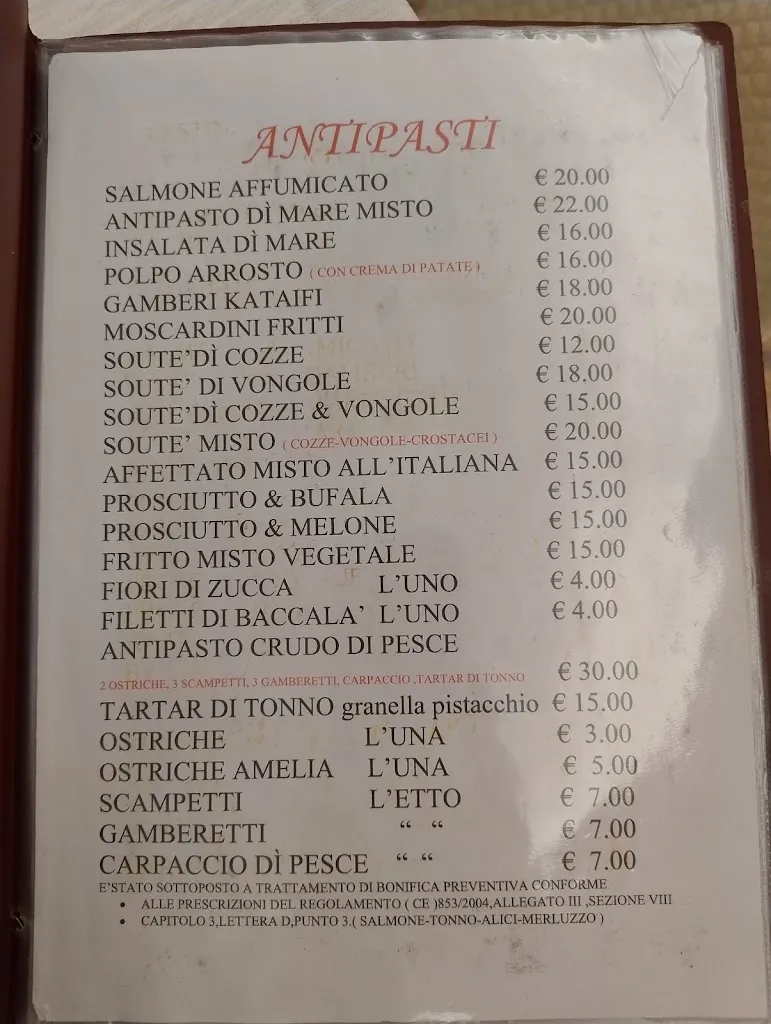 ANTIPASTI
SALMONE AFFUMICATO € 20.00
ANTIPASTO DÌ MARE MISTO € 22.00
INSALATA DÌ MARE € 16.00
POLPO ARROSTO ( CON CREMA DI PATATE ) € 16.00
GAMBERI KATAIFI € 18.00
MOSCARDINI FRITTI € 20.00
SOUTE'DÌ COZZE € 12.00
SOUTE' DI VONGOLE € 18.00
SOUTE'DÌ COZZE & VONGOLE € 15.00
SOUTE' MISTO ( COZZE-VONGOLE-CROSTACEI ) € 20.00
AFFETTATO MISTO ALL'ITALIANA € 15.00
PROSCIUTTO & BUFALA € 15.00
PROSCIUTTO & MELONE € 15.00
FRITTO MISTO VEGETALE € 15.00
FIORI DI ZUCCA L'UNO € 4.00
FILETTI DI BACCALA' L'UNO € 4.00
ANTIPASTO CRUDO DI PESCE
2 OSTRICHE, 3 SCAMPETTI, 3 GAMBERETTI, CARPACCIO ,TARTAR DI TONNO € 30.00
TARTAR DI TONNO granella pistacchio € 15.00
OSTRICHE L'UNA € 3.00
OSTRICHE AMELIA L'UNA € 5.00
SCAMPETTI L'ETTO € 7.00
GAMBERETTI “ “ € 7.00
CARPACCIO DÌ PESCE “ “ € 7.00
E'STATO SOTTOPOSTO A TRATTAMENTO DI BONIFICA PREVENTIVA CONFORME
• ALLE PRESCRIZIONI DEL REGOLAMENTO ( CE )853/2004,ALLEGATO III ,SEZIONE VIII
• CAPITOLO 3,LETTERA D,PUNTO 3.( SALMONE-TONNO-ALICI-MERLUZZO )